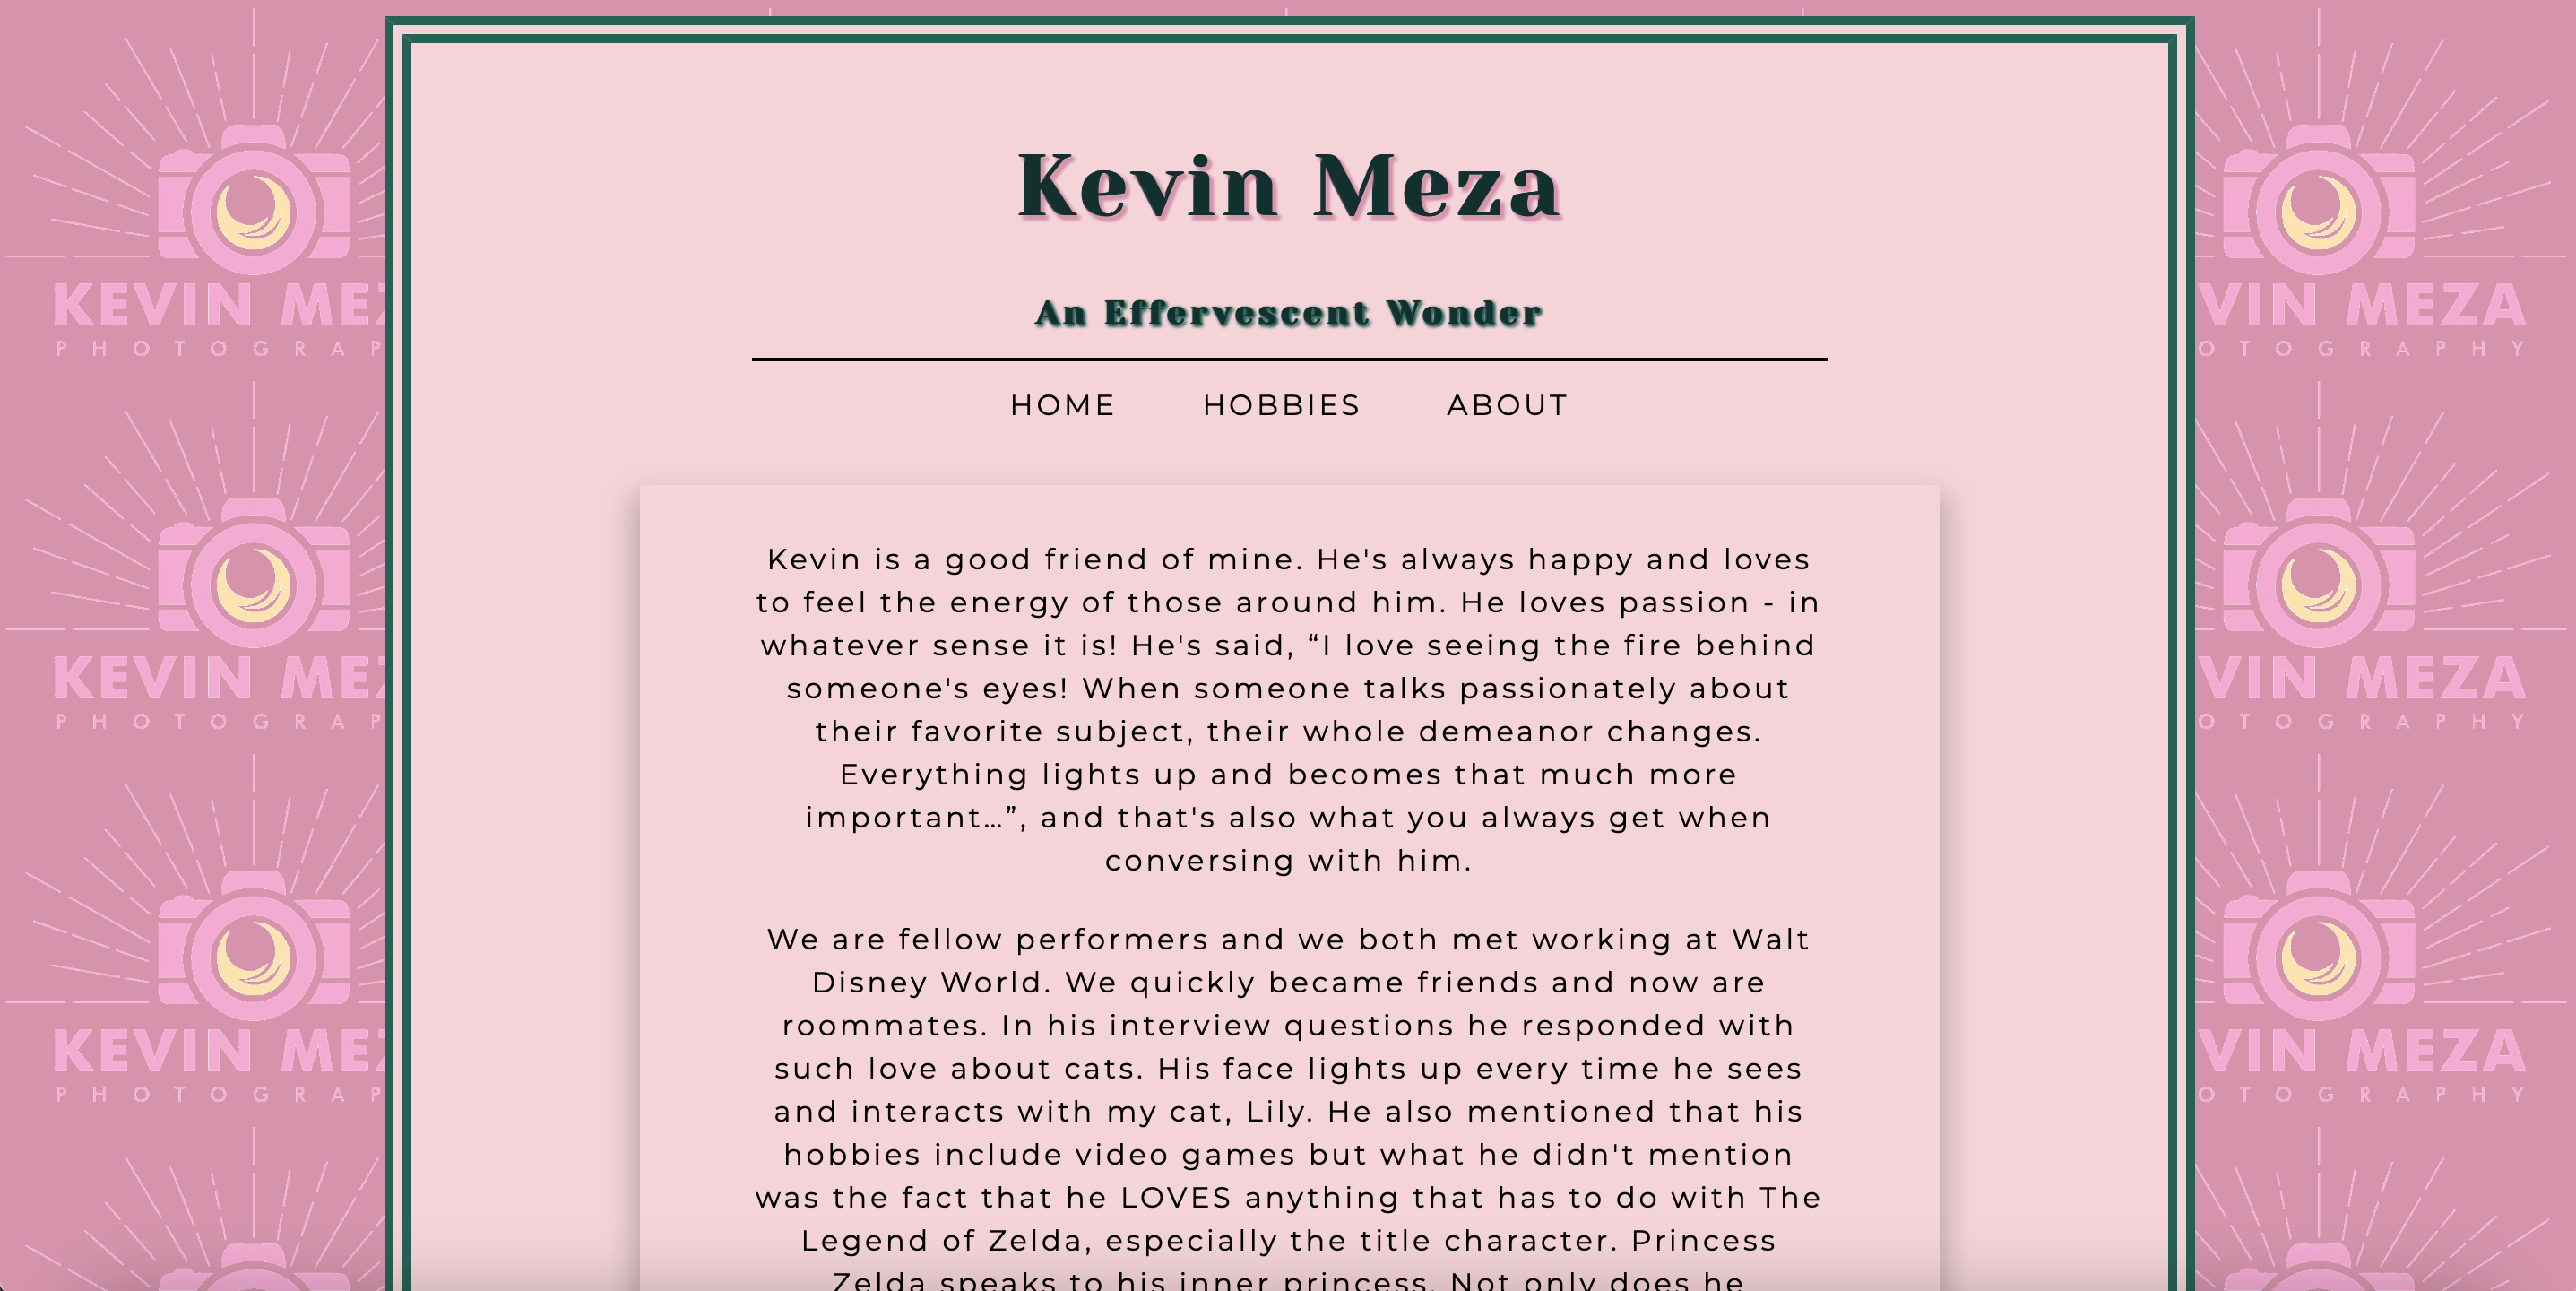 Kevin Meza
An Effervescent Wonder
HOME HOBBIES ABOUT
Kevin is a good friend of mine. He's always happy and loves
to feel the energy of those around him. He loves passion - in
whatever sense it is! He's said, “I love seeing the fire behind
someone's eyes! When someone talks passionately about
their favorite subject, their whole demeanor changes.
Everything lights up and becomes that much more
important…”, and that's also what you always get when
conversing with him.
We are fellow performers and we both met working at Walt
Disney World. We quickly became friends and now are
roommates. In his interview questions he responded with
such love about cats. His face lights up every time he sees
and interacts with my cat, Lily. He also mentioned that his
hobbies include video games but what he didn't mention
was the fact that he LOVES anything that has to do with The
Legend of Zelda, especially the title character. Princess
Zelda speaks to his inner princess. Not only does he
KEVIN MEZ
PHOTOGRAP
KEVIN MEZ
PHOTOGRAP
KEVIN MEZ
PHOTOGRAP
VIN MEZA
OTOGRAPHY
VIN MEZA
OTOGRAPHY
VIN MEZA
OTOGRAPHY